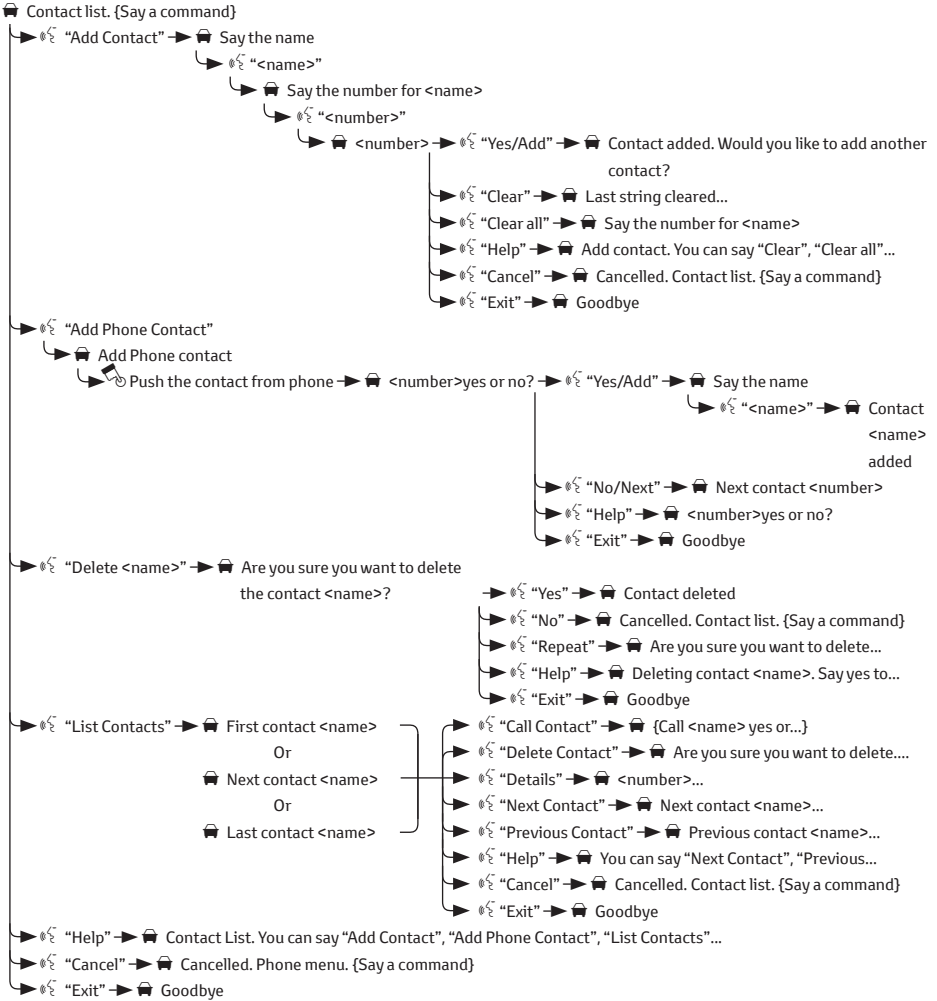 Contact list. {Say a command}
“Add Contact” Say the name
“<name>”
Say the number for <name>
“<number>”
<number> “Yes/Add” Contact added. Would you like to add another
contact?
“Clear” Last string cleared...
“Clear all” Say the number for <name>
“Help” Add contact. You can say “Clear”, “Clear all”...
“Cancel” Cancelled. Contact list. {Say a command}
“Exit” Goodbye
“Add Phone Contact”
Add Phone contact
Push the contact from phone <number>yes or no? “Yes/Add” Say the name
“<name>” Contact
<name>
added
“No/Next” Next contact <number>
“Help” <number>yes or no?
“Exit” Goodbye
“Delete <name>” Are you sure you want to delete
the contact <name>?
“Yes” Contact deleted
“No” Cancelled. Contact list. {Say a command}
“Repeat” Are you sure you want to delete...
“Help” Deleting contact <name>. Say yes to...
“Exit” Goodbye
“List Contacts” First contact <name> “Call Contact” {Call <name> yes or...}
Or “Delete Contact” Are you sure you want to delete....
Next contact <name> “Details” <number>...
Or “Next Contact” Next contact <name>...
Last contact <name> “Previous Contact” Previous contact <name>...
“Help” You can say “Next Contact”, “Previous...
“Cancel” Cancelled. Contact list. {Say a command}
“Exit” Goodbye
“Help” Contact List. You can say “Add Contact”, “Add Phone Contact”, “List Contacts”...
“Cancel” Cancelled. Phone menu. {Say a command}
“Exit” Goodbye